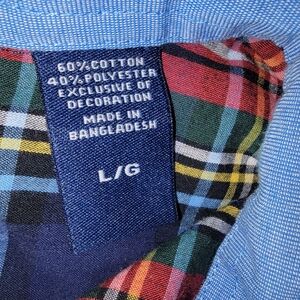 60%COTTON
40%POLYESTER
EXCLUSIVE OF
DECORATION
MADE IN
BANGLADESH
L/G